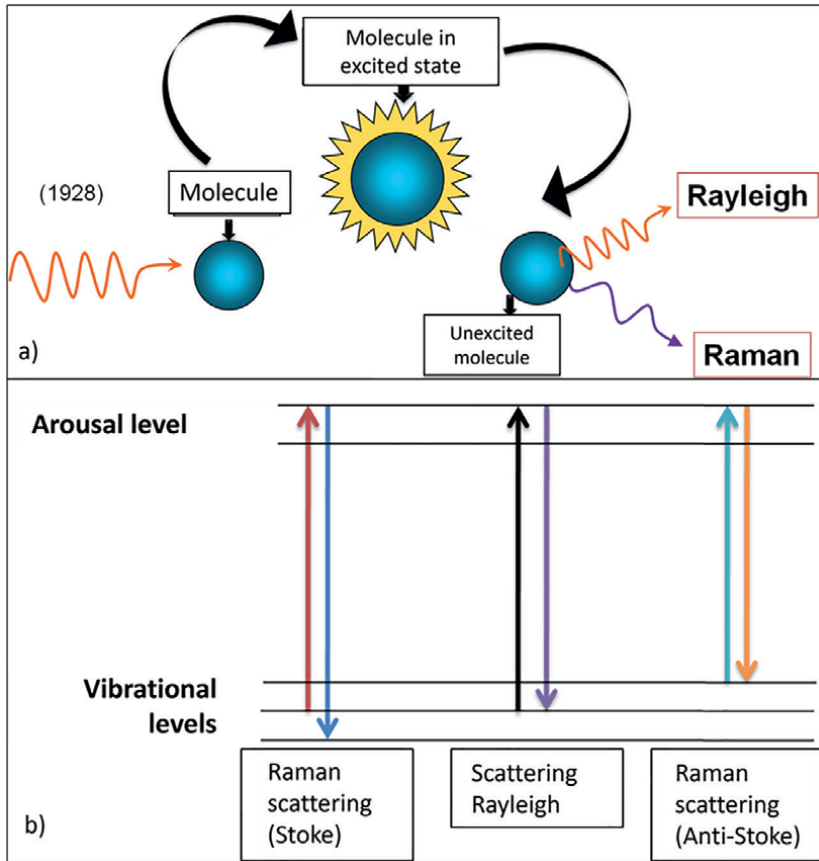 Molecule in
excited state
(1928)
Molecule
Rayleigh
Unexcited
molecule
Raman
a)
Arousal level
Vibrational
levels
Raman
scattering
(Stoke)
Scattering
Rayleigh
Raman
scattering
(Anti-Stoke)
b)